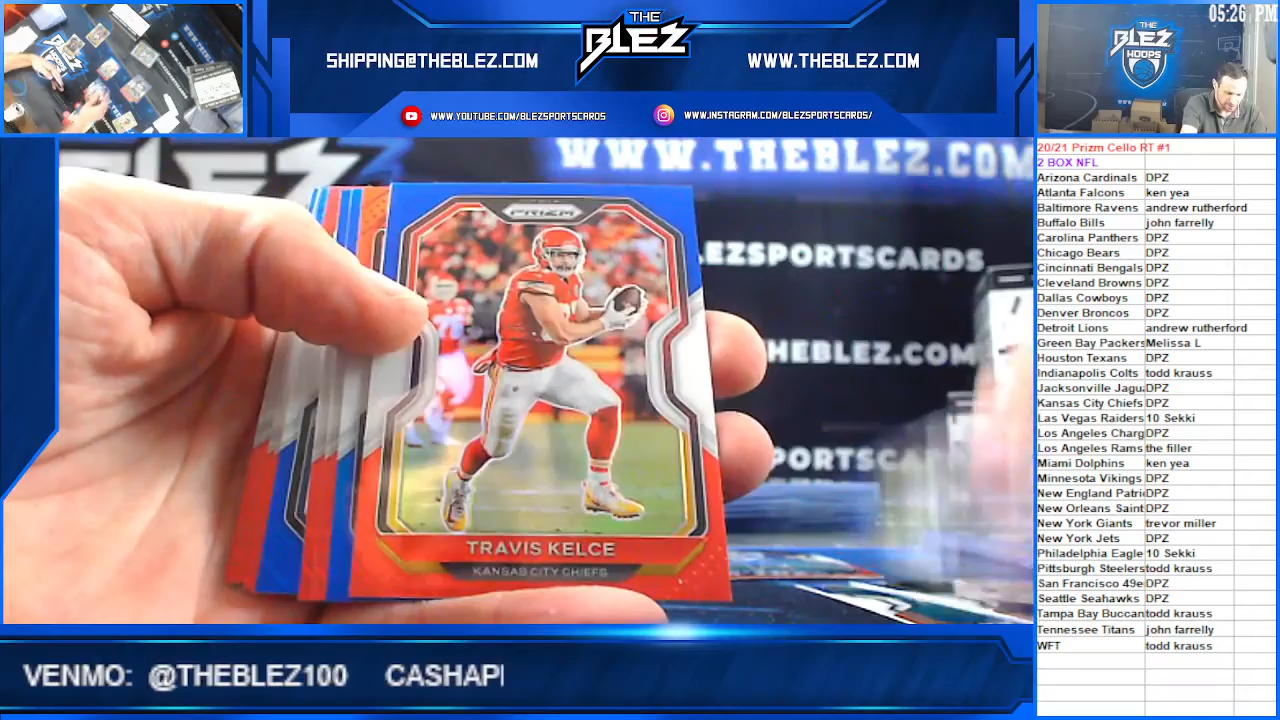 05:26 PM
THE
BLEZ
SHIPPING@THEBLEZ.COM
WWW.THEBLEZ.COM
THE
BLEZ
HOOPS
WWW.YOUTUBE.COM/BLEZSPORTSCARDS
WWW.INSTAGRAM.COM/BLEZSPORTSCARDS/
20/21 Prizm Cello RT #1
2 BOX NFL
Arizona Cardinals DPZ
Atlanta Falcons ken yea
Baltimore Ravens andrew rutherford
Buffalo Bills john farrelly
Carolina Panthers DPZ
Chicago Bears DPZ
Cincinnati Bengals DPZ
Cleveland Browns DPZ
Dallas Cowboys DPZ
Denver Broncos DPZ
Detroit Lions andrew rutherford
Green Bay Packers Melissa L
Houston Texans DPZ
Indianapolis Colts todd krauss
Jacksonville Jagu DPZ
Kansas City Chiefs DPZ
Las Vegas Raiders 10 Sekki
Los Angeles Charg DPZ
Los Angeles Rams the filler
Miami Dolphins ken yea
Minnesota Vikings DPZ
New England Patri DPZ
New Orleans Saint DPZ
New York Giants trevor miller
New York Jets DPZ
Philadelphia Eagle 10 Sekki
Pittsburgh Steelers todd krauss
San Francisco 49e DPZ
Seattle Seahawks DPZ
Tampa Bay Buccan todd krauss
Tennessee Titans john farrelly
WFT todd krauss
WWW.THEBLEZ.COM
LEZSPORTSCARDS
HEBLEZ.COM
SPORTSCA
PRIZM
TRAVIS KELCE
KANSAS CITY CHIEFS
VENMO: @THEBLEZ100 CASHAP